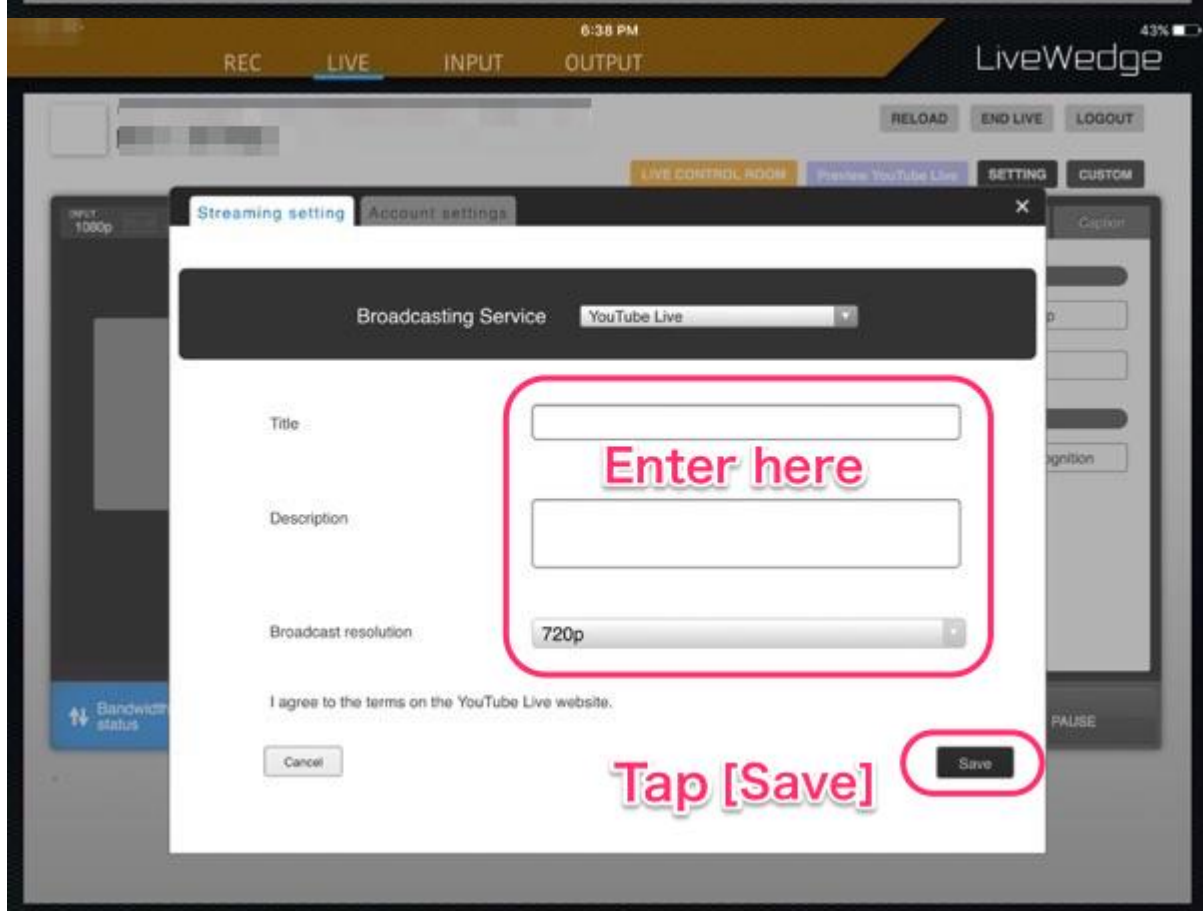 6:38 PM
43%
REC LIVE INPUT OUTPUT
LiveWedge
RELOAD END LIVE LOGOUT
LIVE CONTROL ROOM Preview YouTube Live SETTING CUSTOM
INPUT
1080p
Streaming setting Account settings
Caption
Broadcasting Service YouTube Live
p
Title
Enter here
ognition
Description
Broadcast resolution 720p
I agree to the terms on the YouTube Live website.
Bandwidth
status
PAUSE
Cancel
Save
Tap [Save]